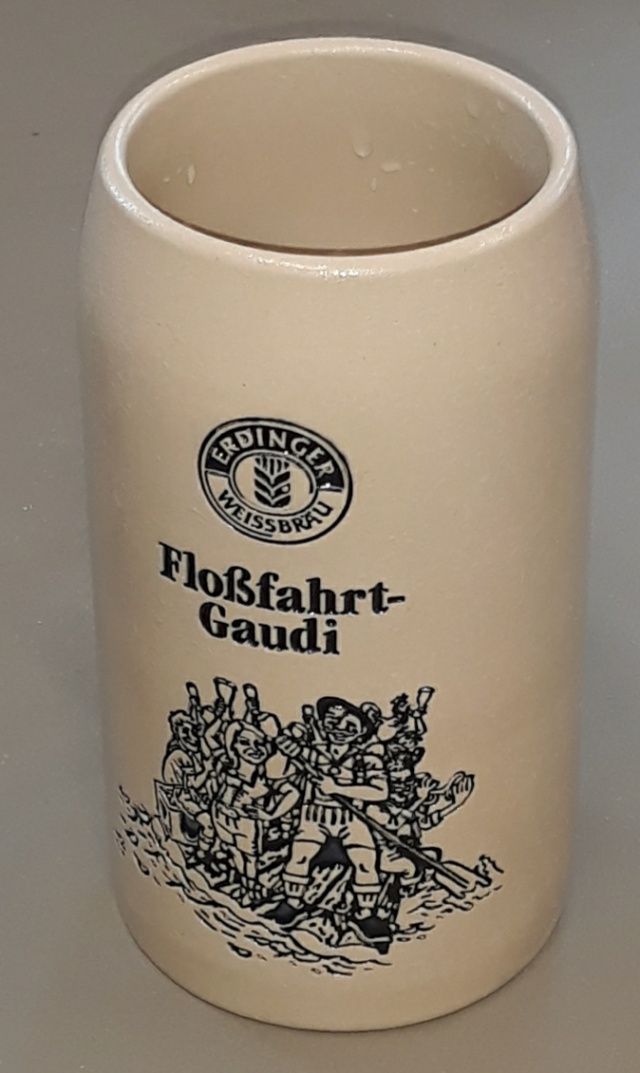 ERDINGER
WEISSBRÄU
Floßfahrt-
Gaudi